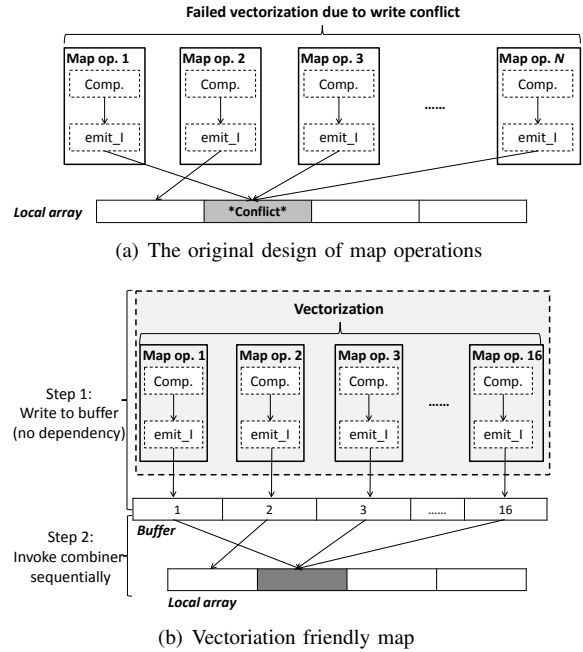 Failed vectorization due to write conflict
Map op. 1 Map op. 2 Map op. 3 Map op. N
Comp. Comp. Comp. Comp.
......
emit_I emit_I emit_I emit_I
Local array
*Conflict*
(a) The original design of map operations
Vectorization
Map op. 1 Map op. 2 Map op. 3 Map op. 16
Comp. Comp. Comp. Comp.
Step 1:
Write to buffer
(no dependency)
......
emit_I emit_I emit_I emit_I
1 2 3 ...... 16
Buffer
Step 2:
Invoke combiner
sequentially
Local array
(b) Vectoriation friendly map